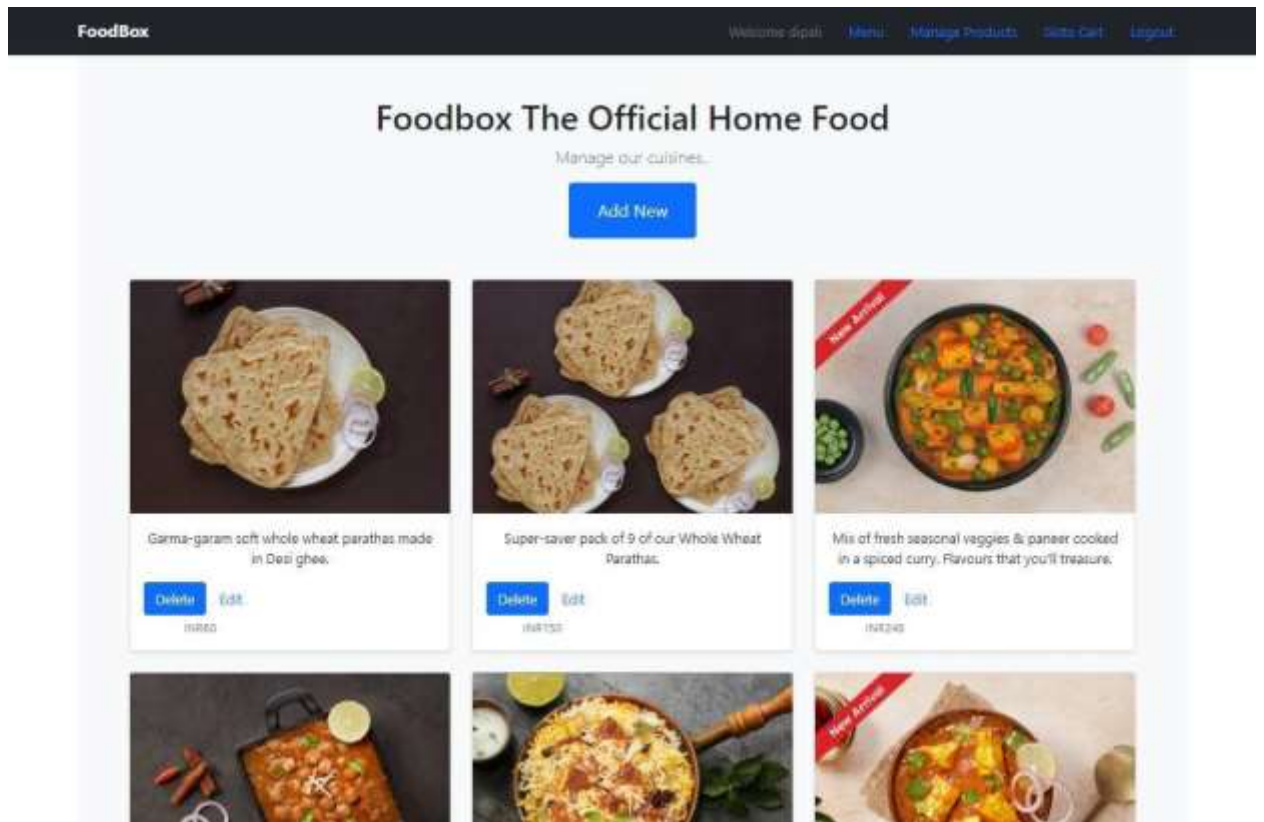 FoodBox
Welcome dipali Menu Manage Products Goto Cart Logout
Foodbox The Official Home Food
Manage our cuisines.
Add New
New Arrival
Garma-garam soft whole wheat parathas made
in Desi ghee.
Super-saver pack of 9 of our Whole Wheat
Parathas.
Mix of fresh seasonal veggies & paneer cooked
in a spiced curry. Flavours that you'll treasure.
Delete Edit
Delete Edit
Delete Edit
INR60
INR150
INR240
New Arrival